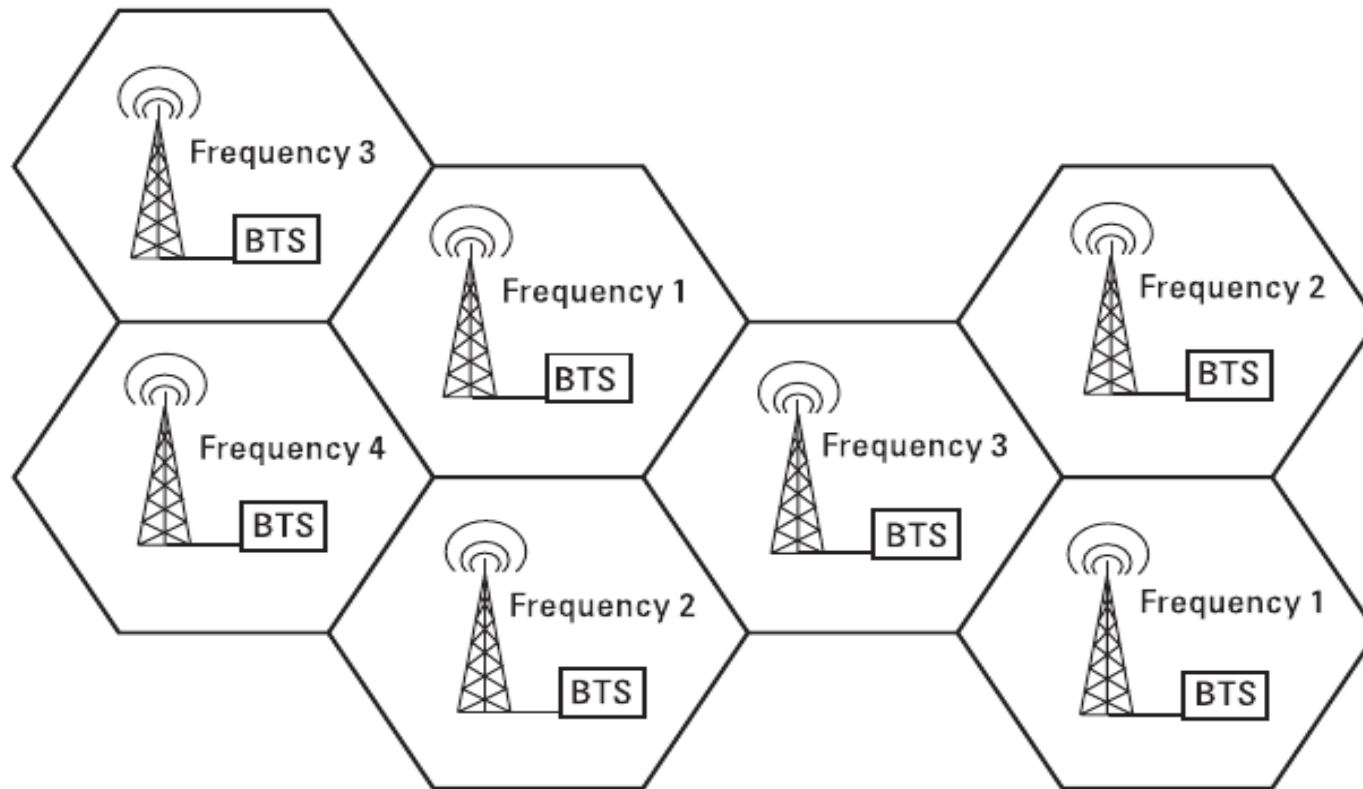 Frequency 3
BTS
Frequency 1
BTS
Frequency 2
BTS
Frequency 4
BTS
Frequency 3
BTS
Frequency 2
BTS
Frequency 1
BTS